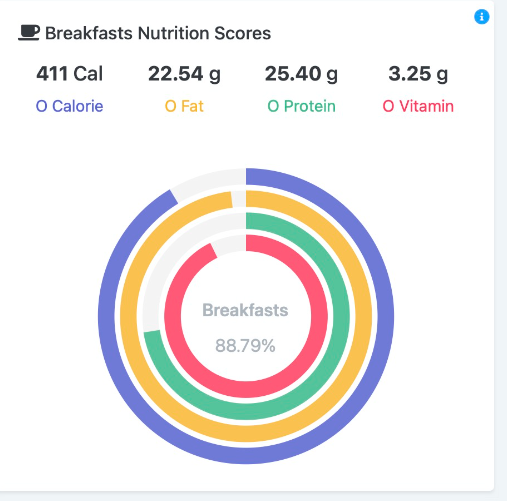 Breakfasts Nutrition Scores
411 Cal 22.54 g 25.40 g 3.25 g
O Calorie O Fat O Protein O Vitamin
Breakfasts
88.79%